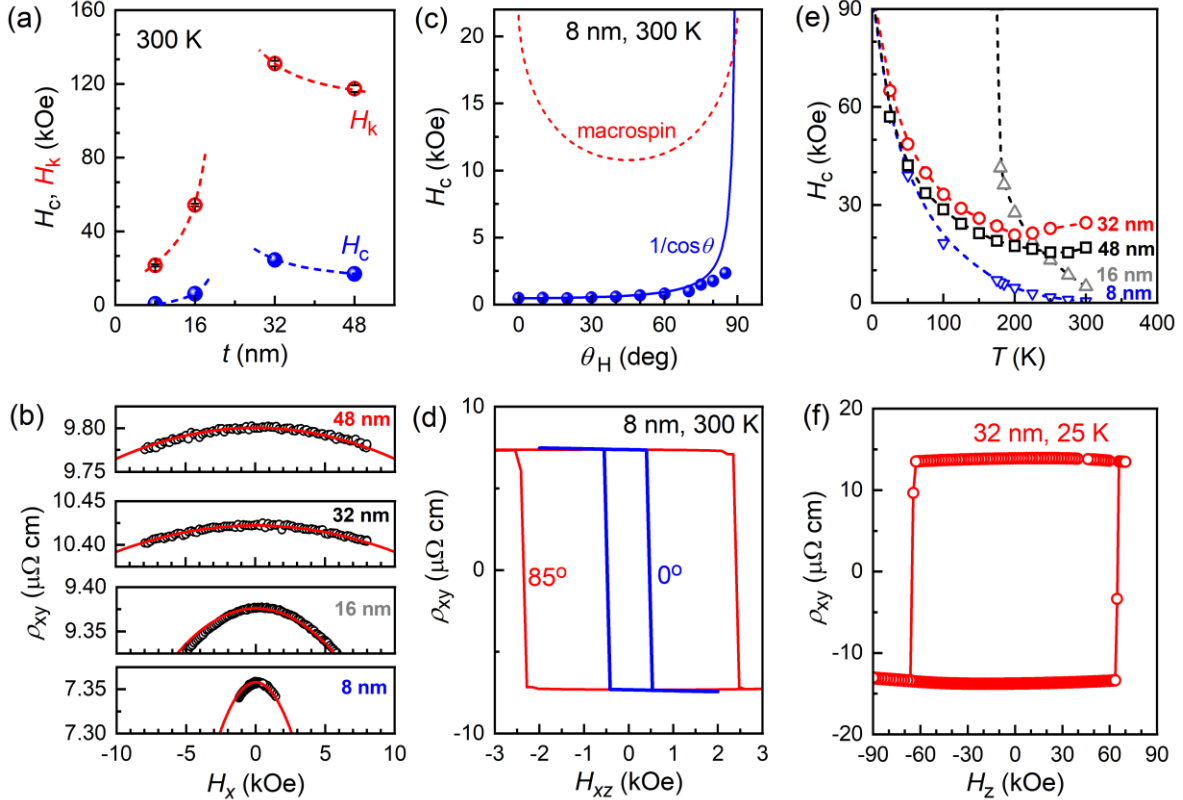 (a)
300 K
H_k
H_c
H_c, H_k (kOe)
160
120
80
40
0
0
16
32
48
t (nm)
(b)
48 nm
9.80
9.75
32 nm
10.45
10.40
16 nm
9.40
9.35
8 nm
7.35
7.30
ρ_xy (μΩ cm)
-10
-5
0
5
10
H_x (kOe)
(c)
8 nm, 300 K
macrospin
1/cosθ
H_c (kOe)
20
15
10
5
0
0
30
60
90
θ_H (deg)
(d)
8 nm, 300 K
85°
0°
ρ_xy (μΩ cm)
10
0
-10
-3
-2
-1
0
1
2
3
H_xz (kOe)
(e)
32 nm
48 nm
16 nm
8 nm
H_c (kOe)
90
60
30
0
0
100
200
300
400
T (K)
(f)
32 nm, 25 K
ρ_xy (μΩ cm)
20
10
0
-10
-20
-90
-60
-30
0
30
60
90
H_z (kOe)